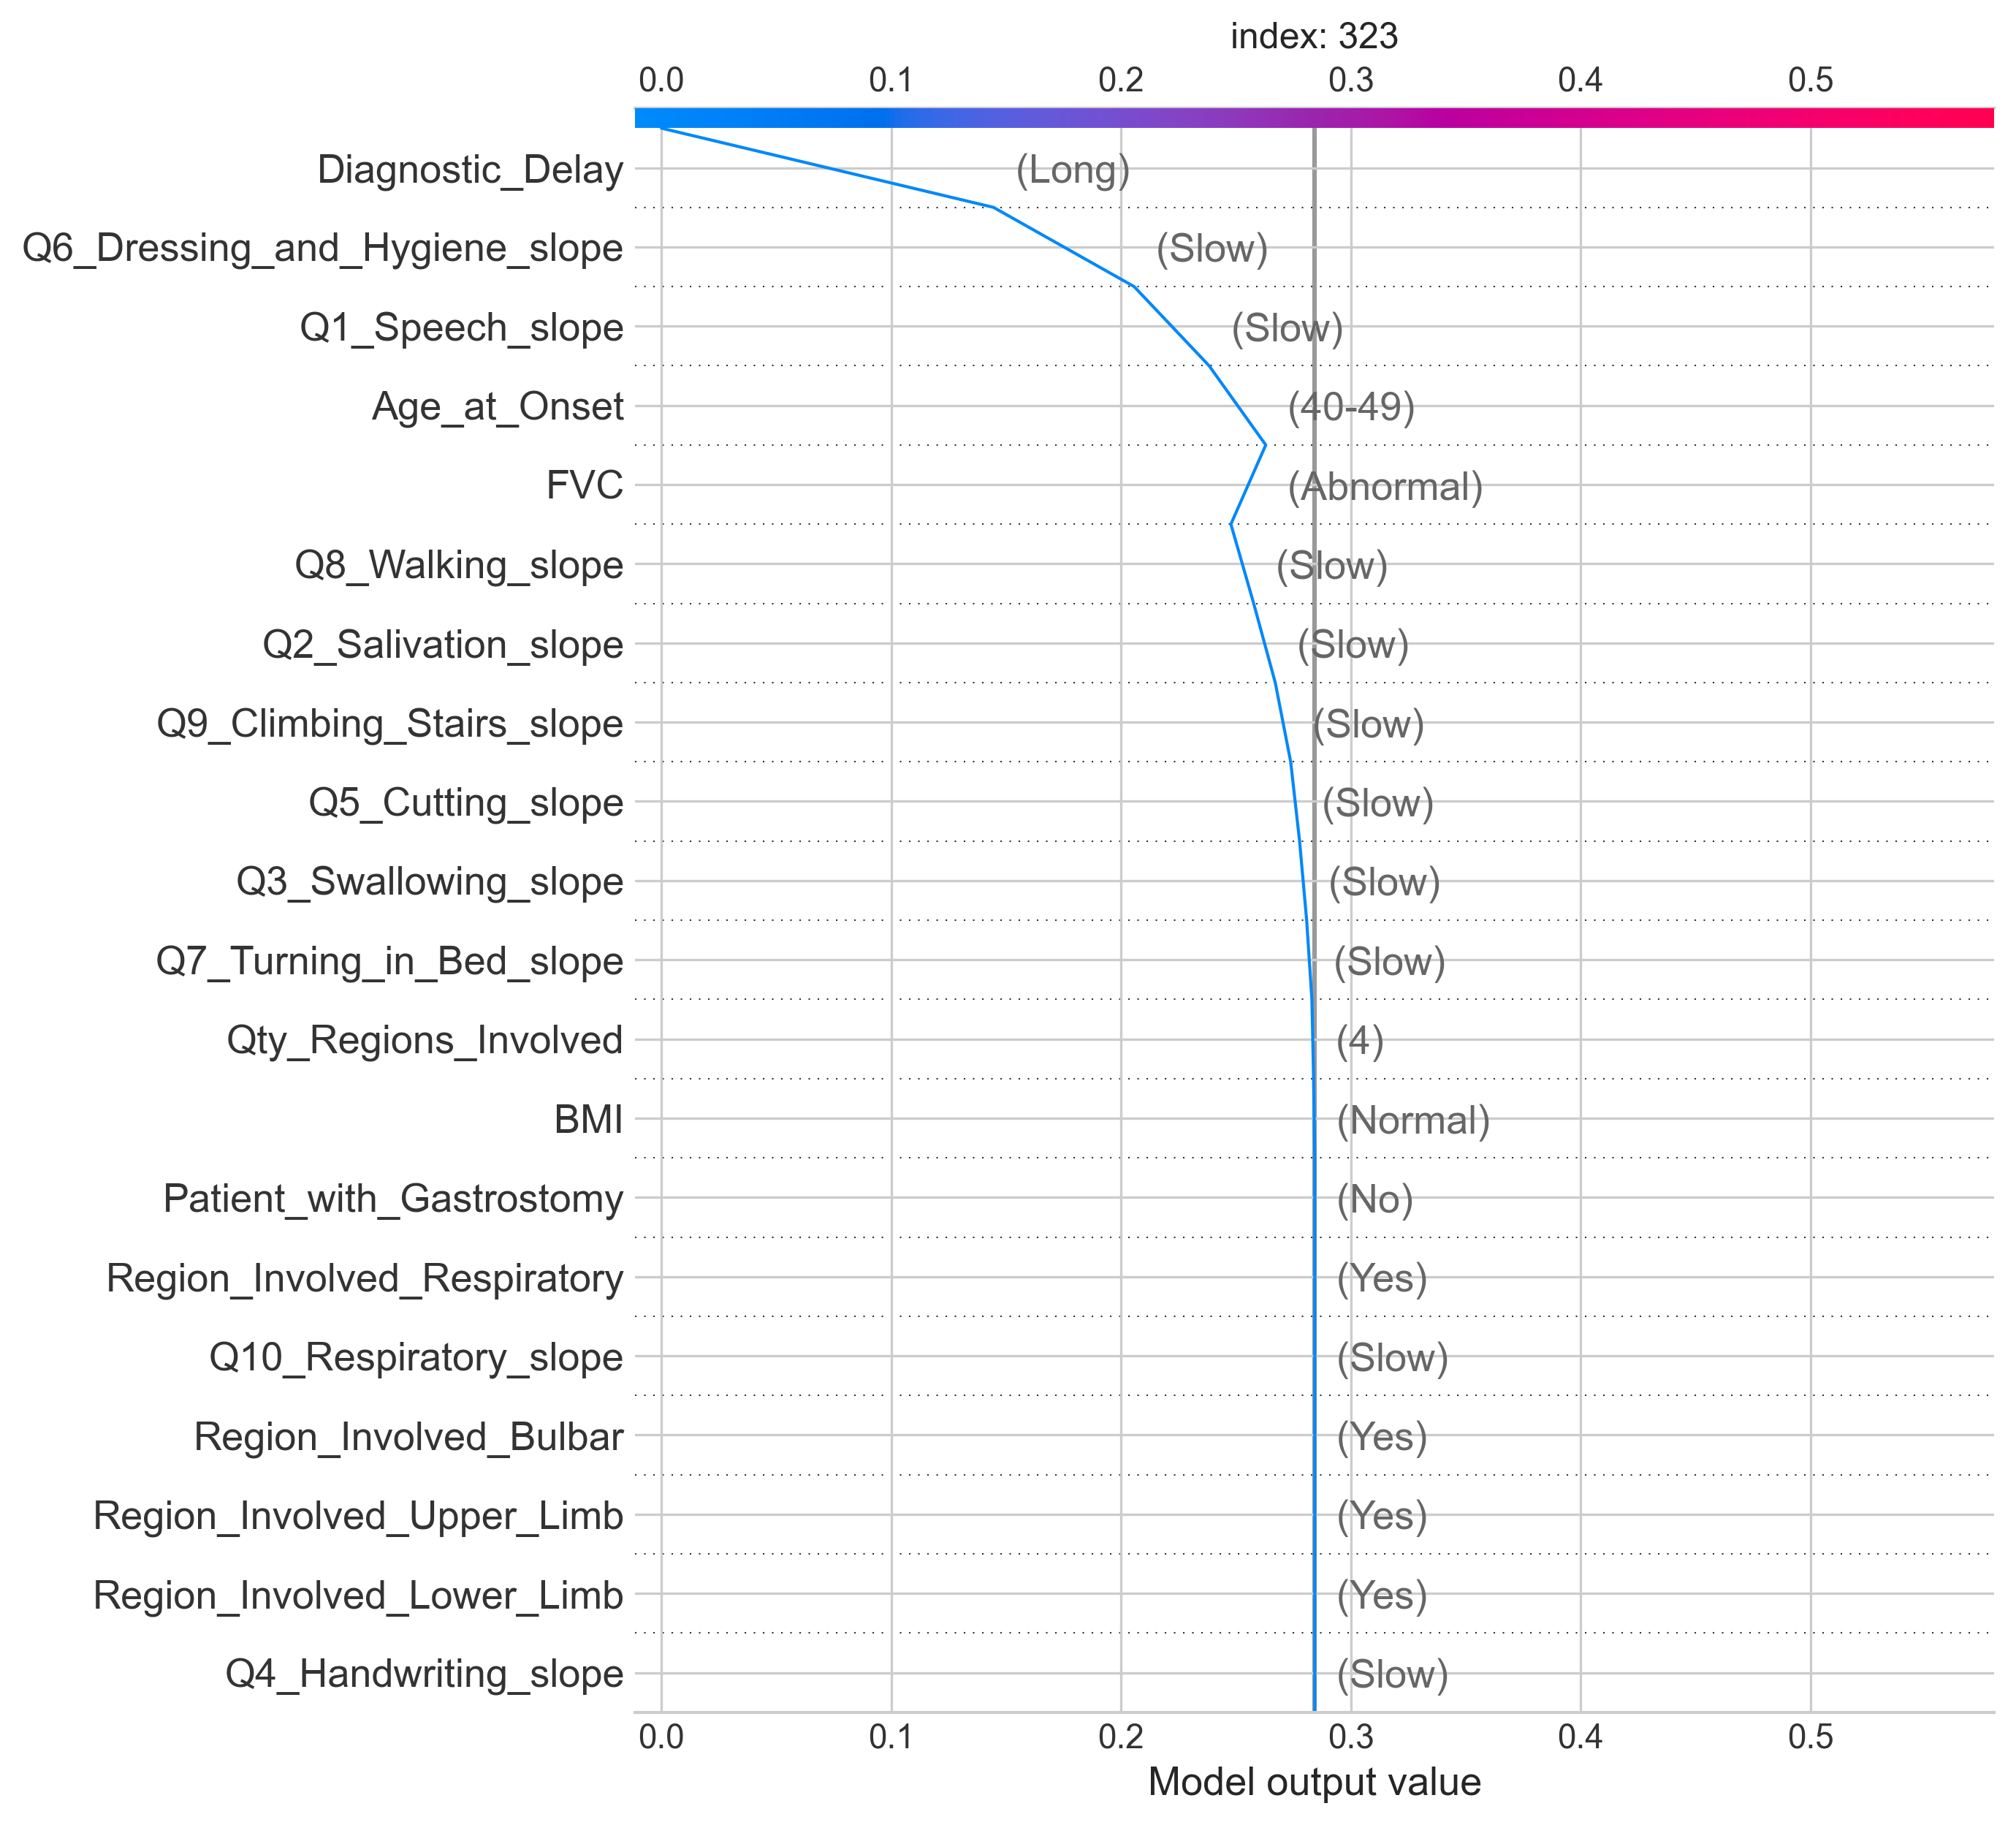 index: 323
0.0 0.1 0.2 0.3 0.4 0.5
Diagnostic_Delay (Long)
Q6_Dressing_and_Hygiene_slope (Slow)
Q1_Speech_slope (Slow)
Age_at_Onset (40-49)
FVC (Abnormal)
Q8_Walking_slope (Slow)
Q2_Salivation_slope (Slow)
Q9_Climbing_Stairs_slope (Slow)
Q5_Cutting_slope (Slow)
Q3_Swallowing_slope (Slow)
Q7_Turning_in_Bed_slope (Slow)
Qty_Regions_Involved (4)
BMI (Normal)
Patient_with_Gastrostomy (No)
Region_Involved_Respiratory (Yes)
Q10_Respiratory_slope (Slow)
Region_Involved_Bulbar (Yes)
Region_Involved_Upper_Limb (Yes)
Region_Involved_Lower_Limb (Yes)
Q4_Handwriting_slope (Slow)
0.0 0.1 0.2 0.3 0.4 0.5
Model output value